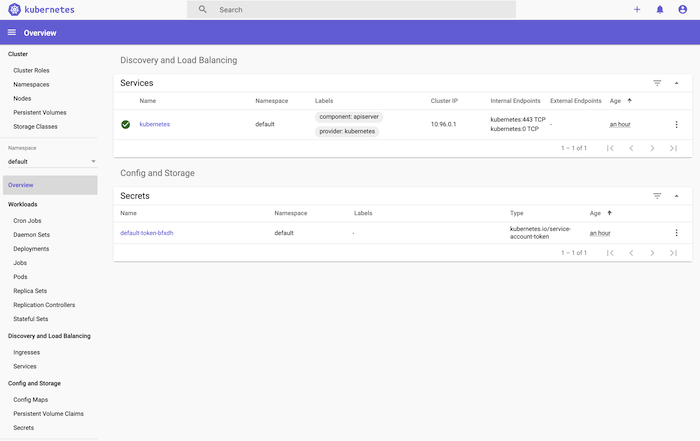 kubernetes
Search
Overview
Cluster
Cluster Roles
Namespaces
Nodes
Persistent Volumes
Storage Classes
Namespace
default
Overview
Workloads
Cron Jobs
Daemon Sets
Deployments
Jobs
Pods
Replica Sets
Replication Controllers
Stateful Sets
Discovery and Load Balancing
Ingresses
Services
Config and Storage
Config Maps
Persistent Volume Claims
Secrets
Discovery and Load Balancing
Services
Name Namespace Labels Cluster IP Internal Endpoints External Endpoints Age
kubernetes default component: apiserver provider: kubernetes 10.96.0.1 kubernetes:443 TCP kubernetes:0 TCP - an hour
1 – 1 of 1
Config and Storage
Secrets
Name Namespace Labels Type Age
default-token-bfxdh default - kubernetes.io/service-account-token an hour
1 – 1 of 1